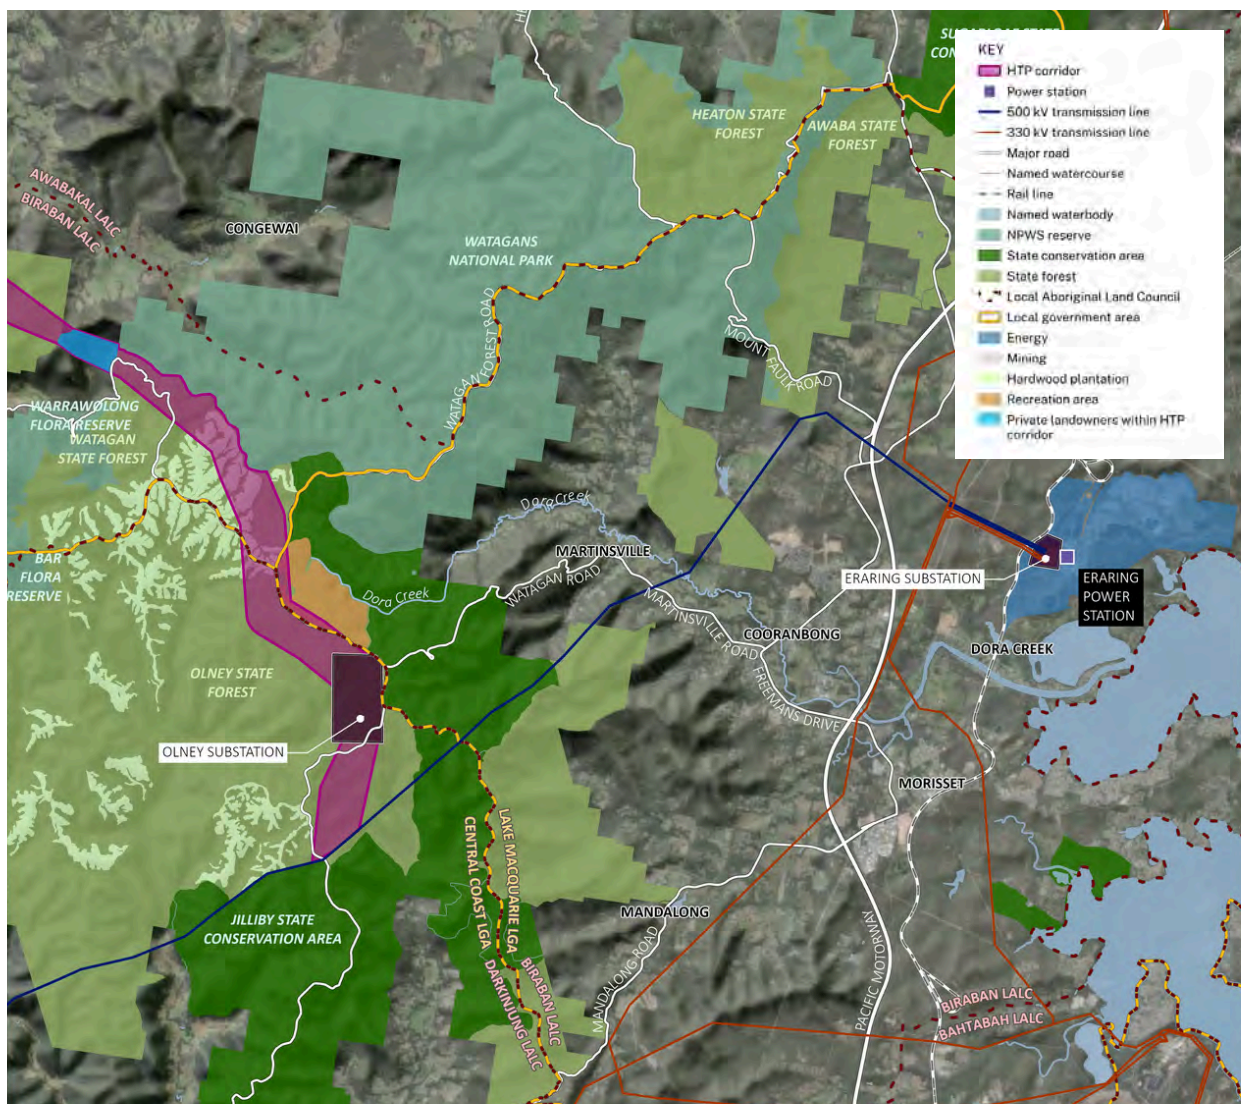 HE
SUGARLOAF STATE
CON
KEY
HTP corridor
Power station
500 kV transmission line
330 kV transmission line
Major road
Named watercourse
Rail line
Named waterbody
NPWS reserve
State conservation area
State forest
Local Aboriginal Land Council
Local government area
Energy
Mining
Hardwood plantation
Recreation area
Private landowners within HTP
corridor
HEATON STATE
FOREST
AWABA STATE
FOREST
AWABAKAL LALC
BIRABAN LALC
CONGEWAI
WATAGANS
NATIONAL PARK
WATAGAN FOREST ROAD
MOUNT FAULK ROAD
WARRAWOLONG
FLORA RESERVE
WATAGAN
STATE FOREST
BAR
FLORA
RESERVE
Dora Creek
MARTINSVILLE
WATAGAN ROAD
Dora Creek
MARTINSVILLE ROAD
COORANBONG
FREEMANS DRIVE
ERARING SUBSTATION
ERARING
POWER
STATION
DORA CREEK
OLNEY STATE
FOREST
OLNEY SUBSTATION
MORISSET
LAKE MACQUARIE LGA
CENTRAL COAST LGA
JILLIBY STATE
CONSERVATION AREA
MANDALONG
MANDALONG ROAD
PACIFIC MOTORWAY
BIRABAN LALC
DARKINJUNG LALC
BIRABAN LALC
BAHTABAH LALC